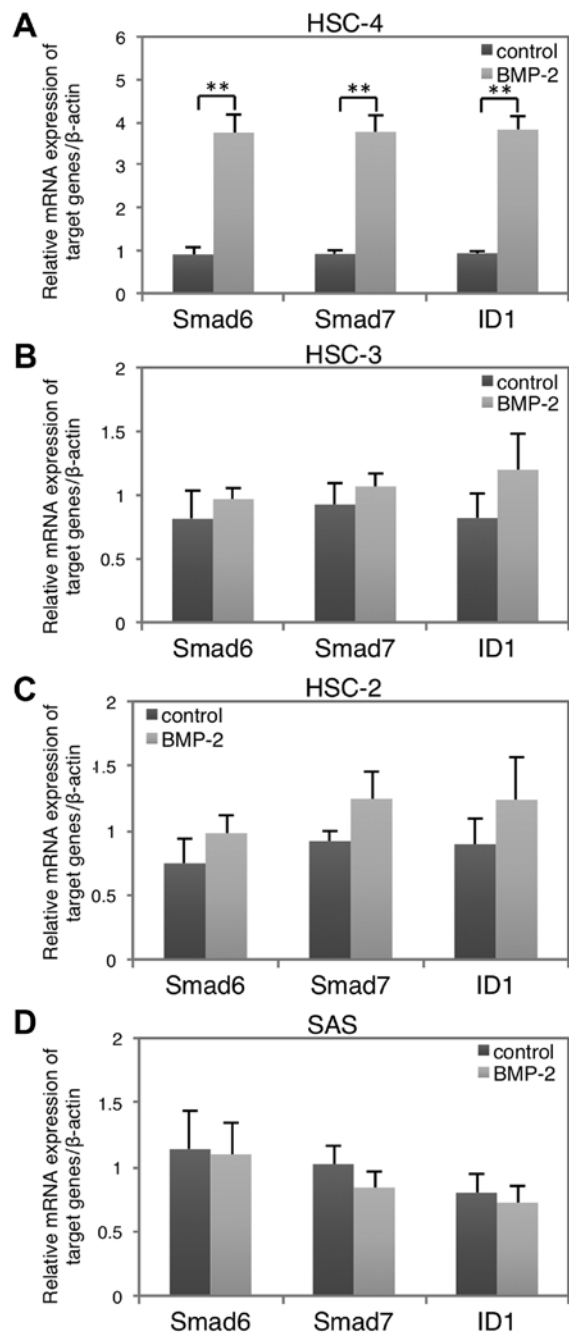 A
HSC-4
Relative mRNA expression of
target genes/β-actin
6
5
4
3
2
1
0
control
BMP-2
**
**
**
Smad6
Smad7
ID1
B
HSC-3
Relative mRNA expression of
target genes/β-actin
2
1.5
1
0.5
0
control
BMP-2
Smad6
Smad7
ID1
C
HSC-2
Relative mRNA expression of
target genes/β-actin
2
1.5
1
0.5
0
control
BMP-2
Smad6
Smad7
ID1
D
SAS
Relative mRNA expression of
target genes/β-actin
2
1.5
1
0.5
0
control
BMP-2
Smad6
Smad7
ID1